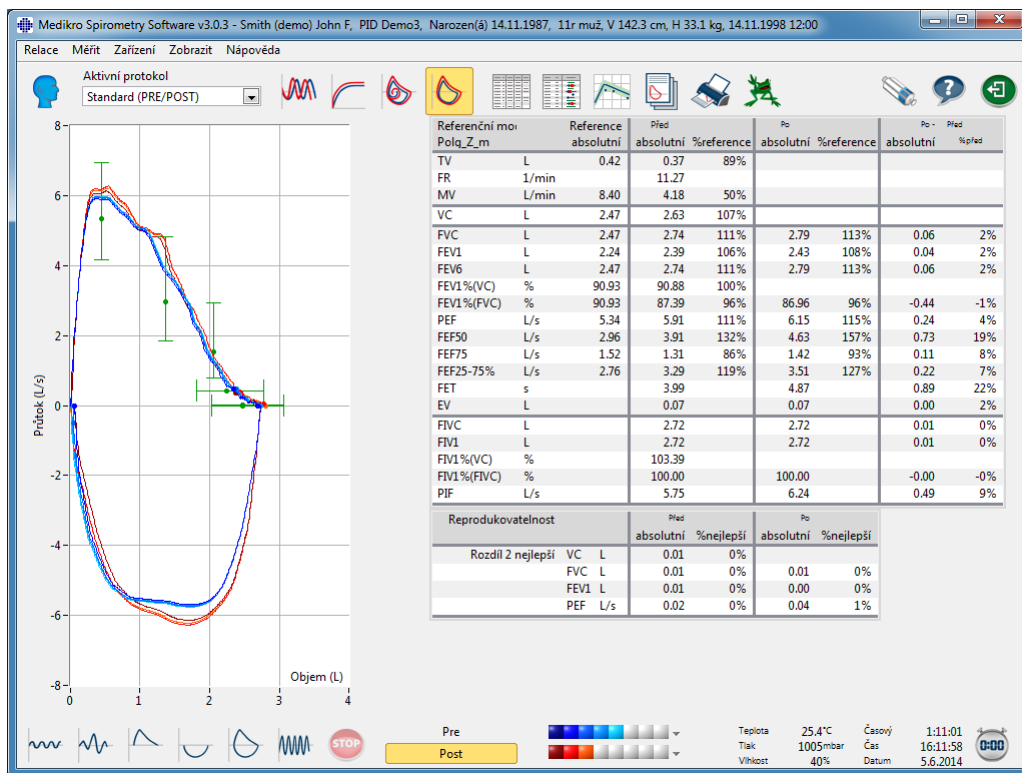 Medikro Spirometry Software v3.0.3 - Smith (demo) John F, PID Demo3, Narozen(á) 14.11.1987, 11r muž, V 142.3 cm, H 33.1 kg, 14.11.1998 12:00
Relace Měřit Zařízení Zobrazit Nápověda
Aktivní protokol
Standard (PRE/POST)
Referenční mo Reference Před Po Po - Před
Polq_Z_m absolutní absolutní %reference absolutní %reference absolutní %před
TV L 0.42 0.37 89%
FR 1/min 11.27
MV L/min 8.40 4.18 50%
VC L 2.47 2.63 107%
FVC L 2.47 2.74 111% 2.79 113% 0.06 2%
FEV1 L 2.24 2.39 106% 2.43 108% 0.04 2%
FEV6 L 2.47 2.74 111% 2.79 113% 0.06 2%
FEV1%(VC) % 90.93 90.88 100%
FEV1%(FVC) % 90.93 87.39 96% 86.96 96% -0.44 -1%
PEF L/s 5.34 5.91 111% 6.15 115% 0.24 4%
FEF50 L/s 2.96 3.91 132% 4.63 157% 0.73 19%
FEF75 L/s 1.52 1.31 86% 1.42 93% 0.11 8%
FEF25-75% L/s 2.76 3.29 119% 3.51 127% 0.22 7%
FET s 3.99 4.87 0.89 22%
EV L 0.07 0.07 0.00 2%
FIVC L 2.72 2.72 0.01 0%
FIV1 L 2.72 2.72 0.01 0%
FIV1%(VC) % 103.39
FIV1%(FIVC) % 100.00 100.00 -0.00 -0%
PIF L/s 5.75 6.24 0.49 9%
Reprodukovatelnost Před Po
absolutní %nejlepší absolutní %nejlepší
Rozdíl 2 nejlepší VC L 0.01 0%
FVC L 0.01 0% 0.01 0%
FEV1 L 0.01 0% 0.00 0%
PEF L/s 0.02 0% 0.04 1%
8
6
4
2
0
-2
-4
-6
-8
Průtok (L/s)
Objem (L)
0 1 2 3 4
STOP
Pre
Post
Teplota 25.4°C Časový 1:11:01
Tlak 1005mbar Čas 16:11:58
Vlhkost 40% Datum 5.6.2014
0:00